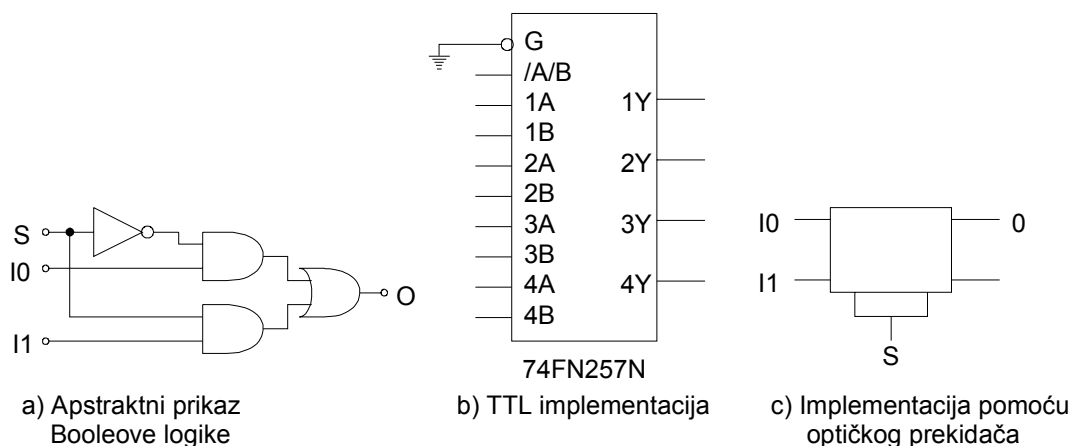 S
I0
I1
O
a) Apstraktni prikaz
Booleove logike
G
/A/B
1A
1B
2A
2B
3A
3B
4A
4B
1Y
2Y
3Y
4Y
74FN257N
b) TTL implementacija
I0
I1
0
S
c) Implementacija pomoću
optičkog prekidača